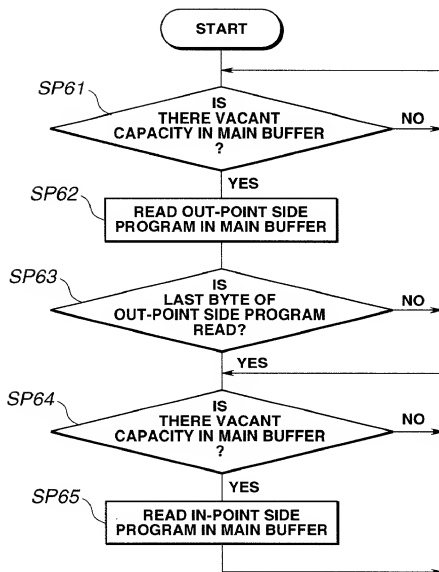 START
SP61
IS
THERE VACANT
CAPACITY IN MAIN BUFFER
?
NO
YES
SP62
READ OUT-POINT SIDE
PROGRAM IN MAIN BUFFER
SP63
IS
LAST BYTE OF
OUT-POINT SIDE PROGRAM
READ?
NO
YES
SP64
IS
THERE VACANT
CAPACITY IN MAIN BUFFER
?
NO
YES
SP65
READ IN-POINT SIDE
PROGRAM IN MAIN BUFFER